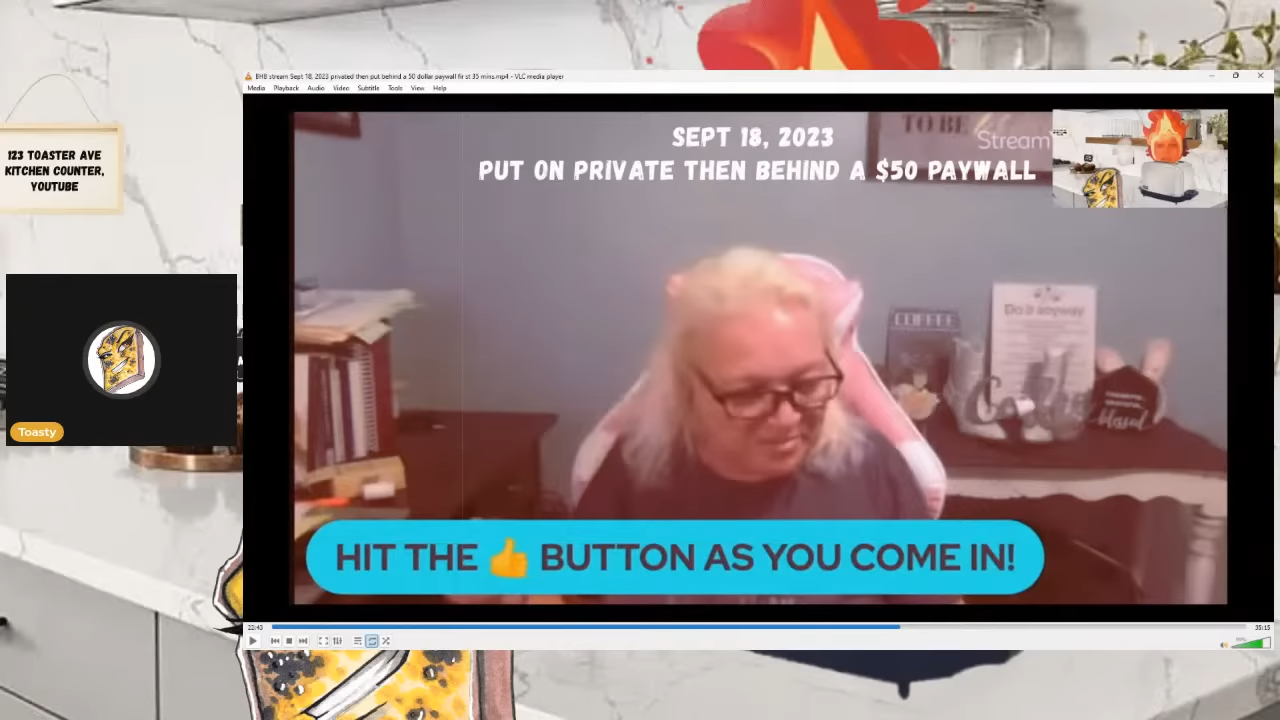 BHB stream Sept 18, 2023 privated then put behind a 50 dollar paywall fir st 35 mins.mp4 - VLC media player
Media Playback Audio Video Subtitle Tools View Help
123 TOASTER AVE
KITCHEN COUNTER,
YOUTUBE
TO BE
Stream
SEPT 18, 2023
PUT ON PRIVATE THEN BEHIND A $50 PAYWALL
COFFEE
Do it anyway
blessed
Toasty
HIT THE 👍 BUTTON AS YOU COME IN!
22:43
35:15